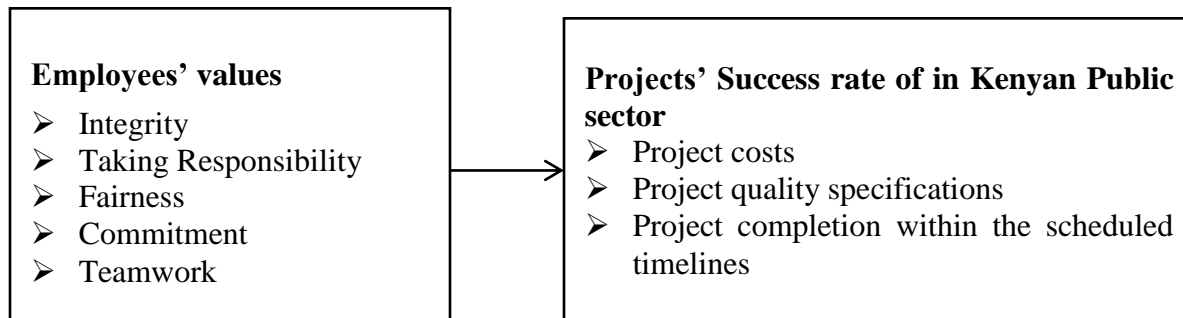 Employees’ values
➢ Integrity
➢ Taking Responsibility
➢ Fairness
➢ Commitment
➢ Teamwork
Projects’ Success rate of in Kenyan Public
sector
➢ Project costs
➢ Project quality specifications
➢ Project completion within the scheduled
timelines